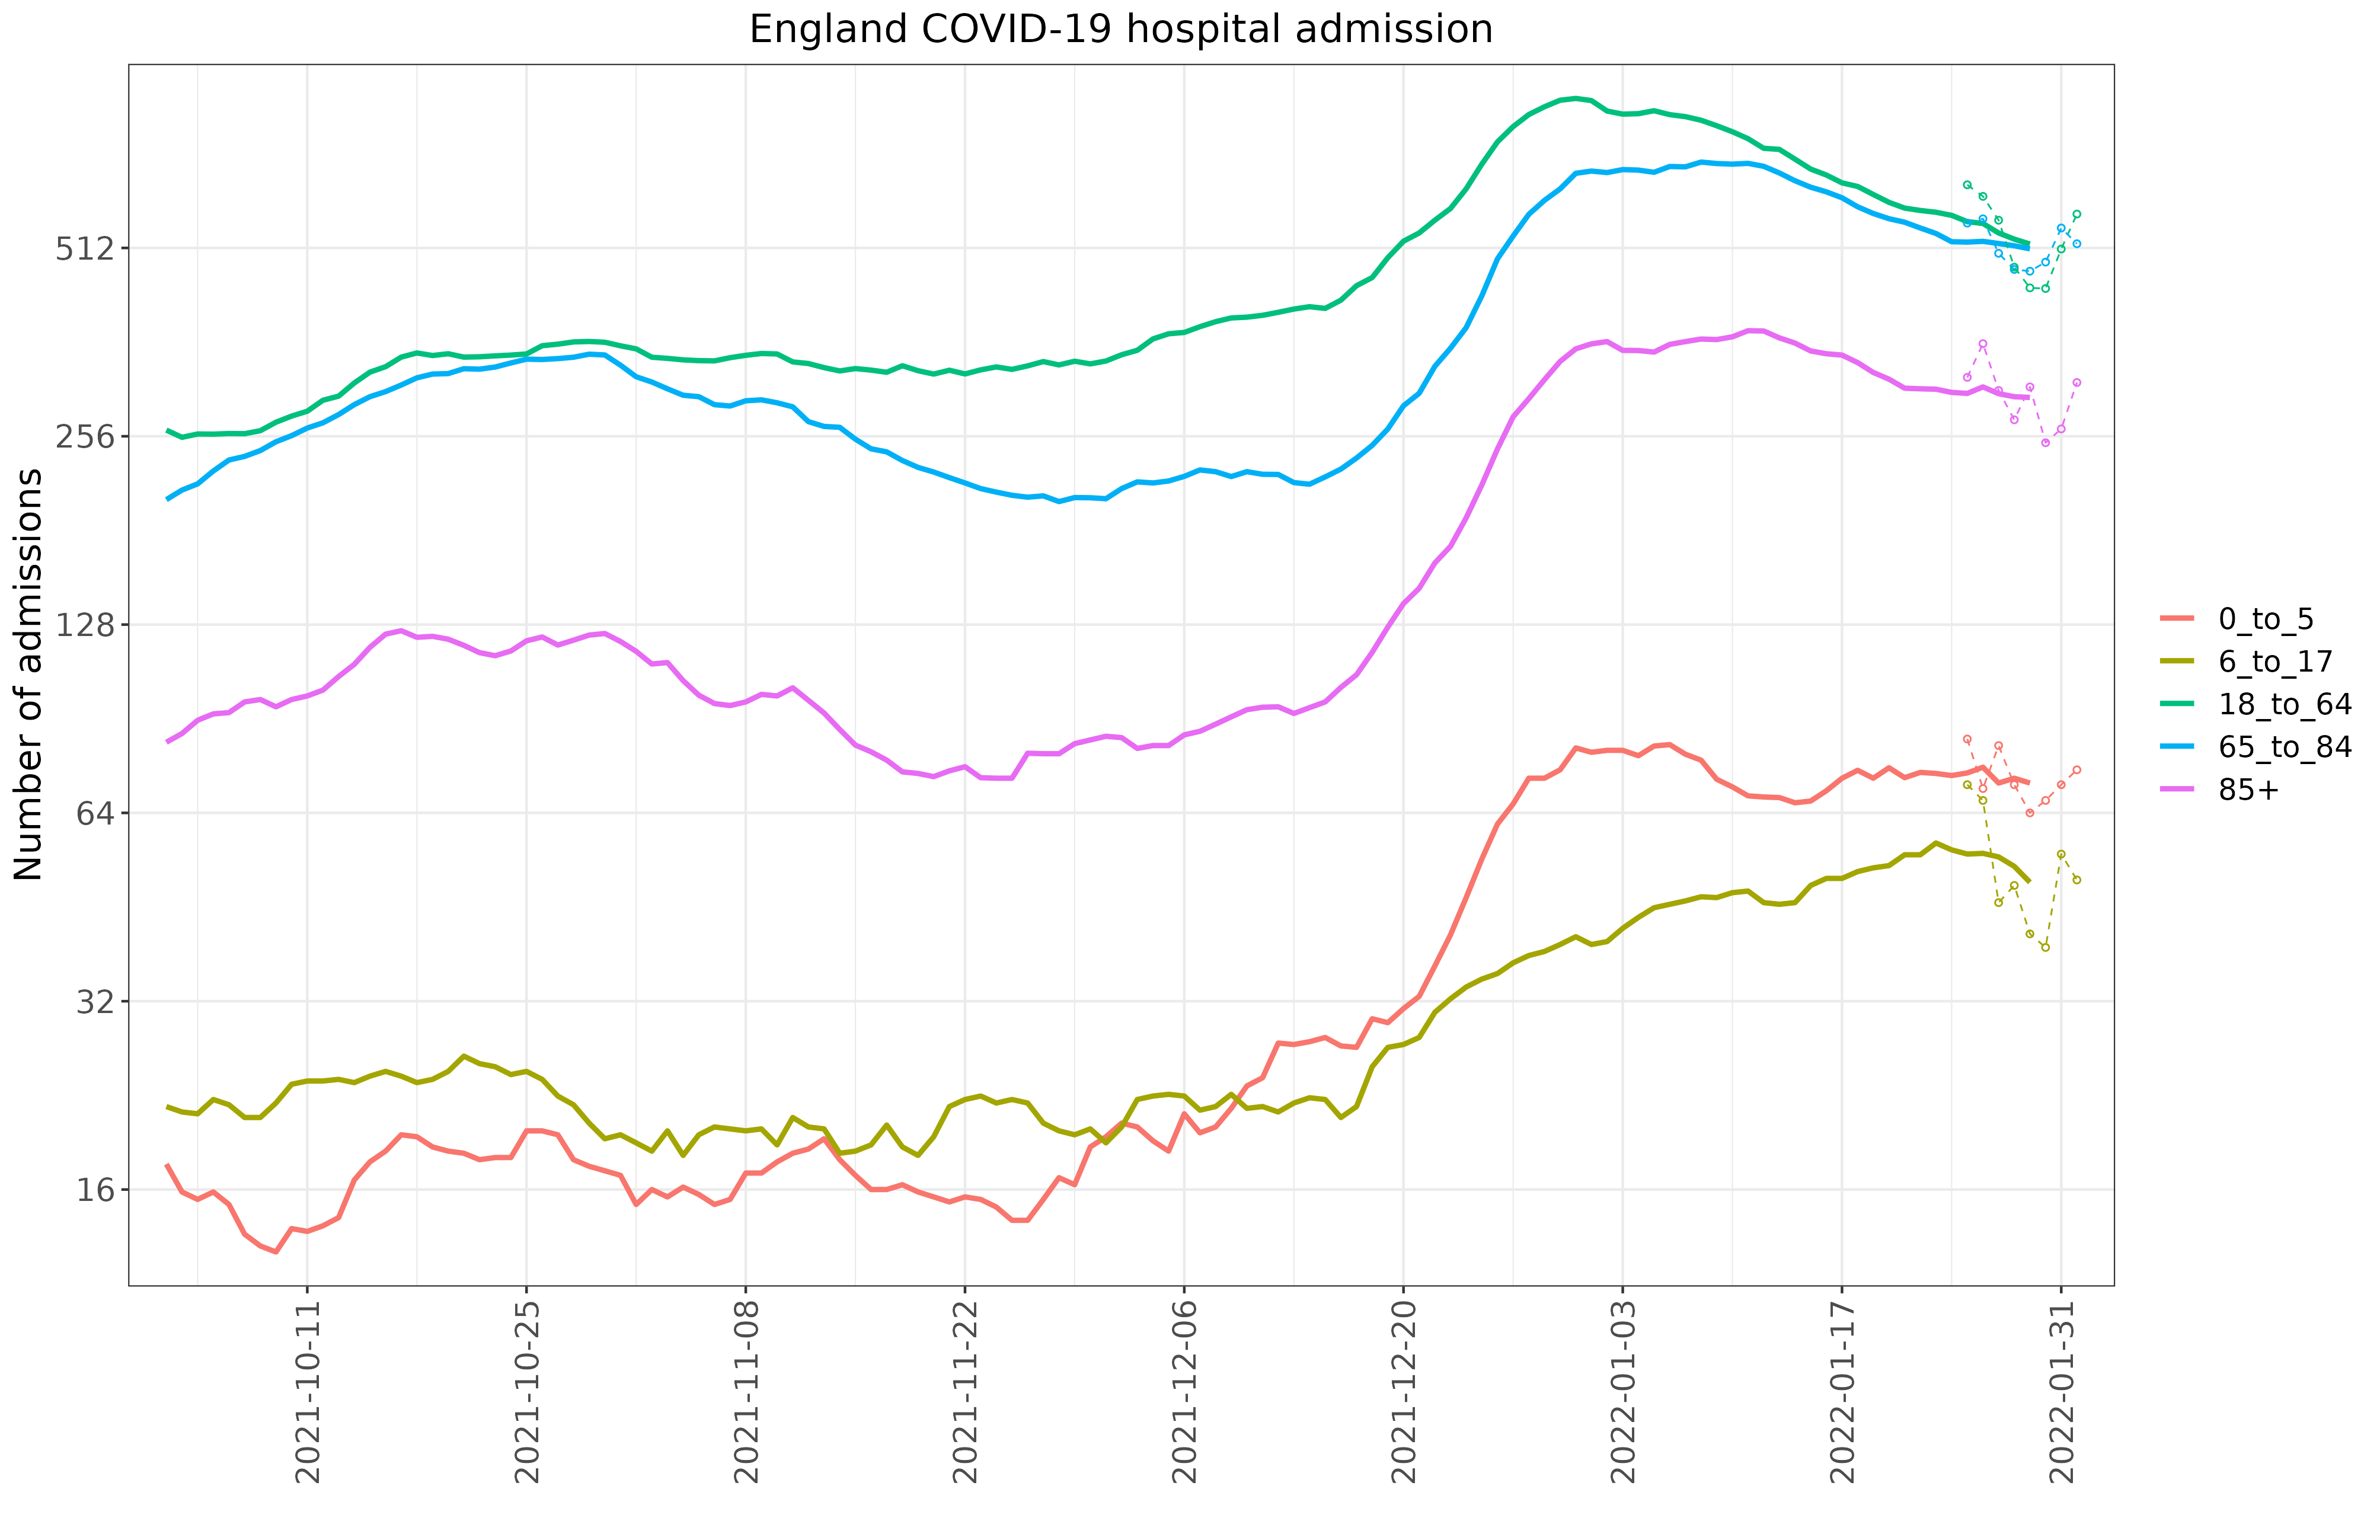 England COVID-19 hospital admission
Number of admissions
512
256
128
64
32
16
2021-10-11
2021-10-25
2021-11-08
2021-11-22
2021-12-06
2021-12-20
2022-01-03
2022-01-17
2022-01-31
0_to_5
6_to_17
18_to_64
65_to_84
85+